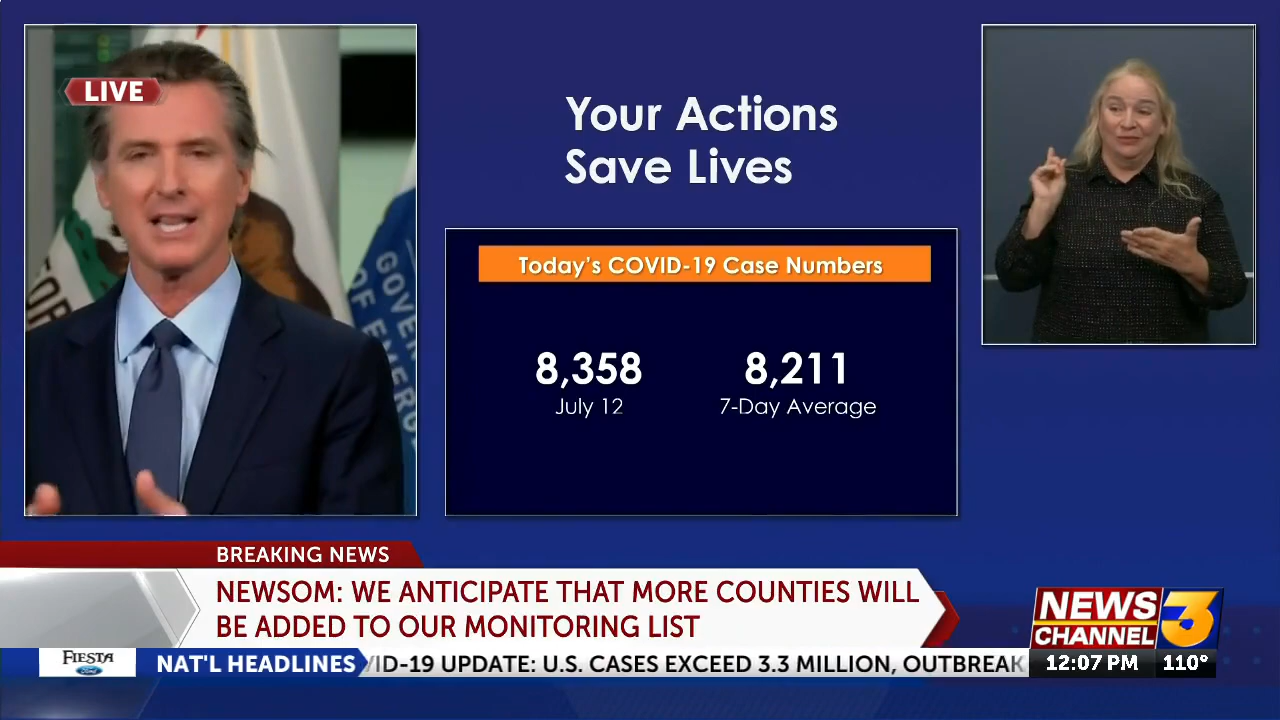 LIVE
Your Actions
Save Lives
Today's COVID-19 Case Numbers
8,358
July 12
8,211
7-Day Average
BREAKING NEWS
NEWSOM: WE ANTICIPATE THAT MORE COUNTIES WILL
BE ADDED TO OUR MONITORING LIST
NEWS
CHANNEL 3
FIESTA
Ford
NAT'L HEADLINES
VID-19 UPDATE: U.S. CASES EXCEED 3.3 MILLION, OUTBREAK
12:07 PM 110°